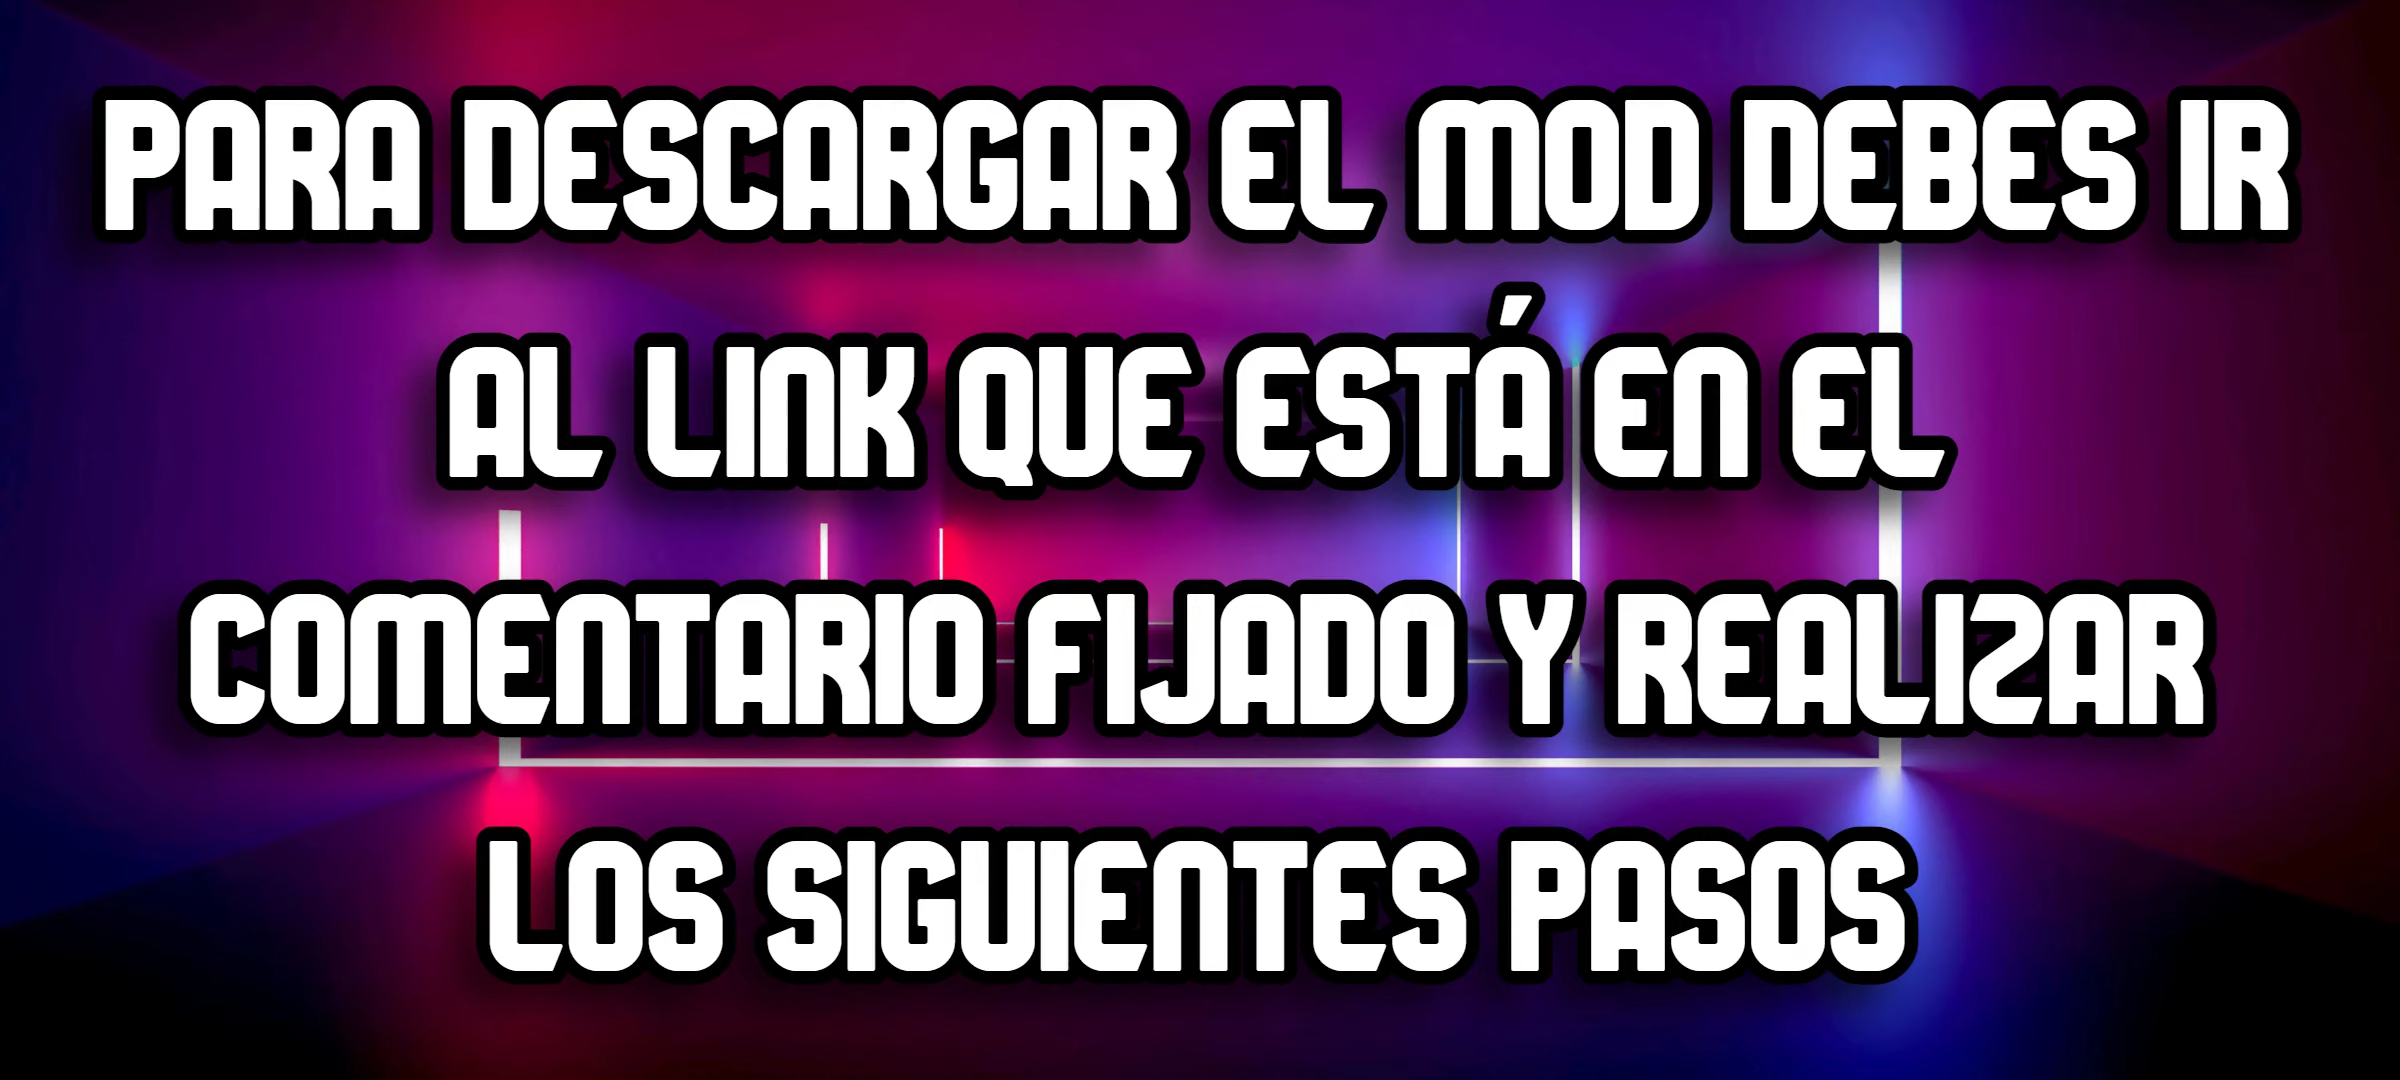 PARA DESCARGAR EL MOD DEBES IR
AL LINK QUE ESTÁ EN EL
COMENTARIO FIJADO Y REALIZAR
LOS SIGUIENTES PASOS